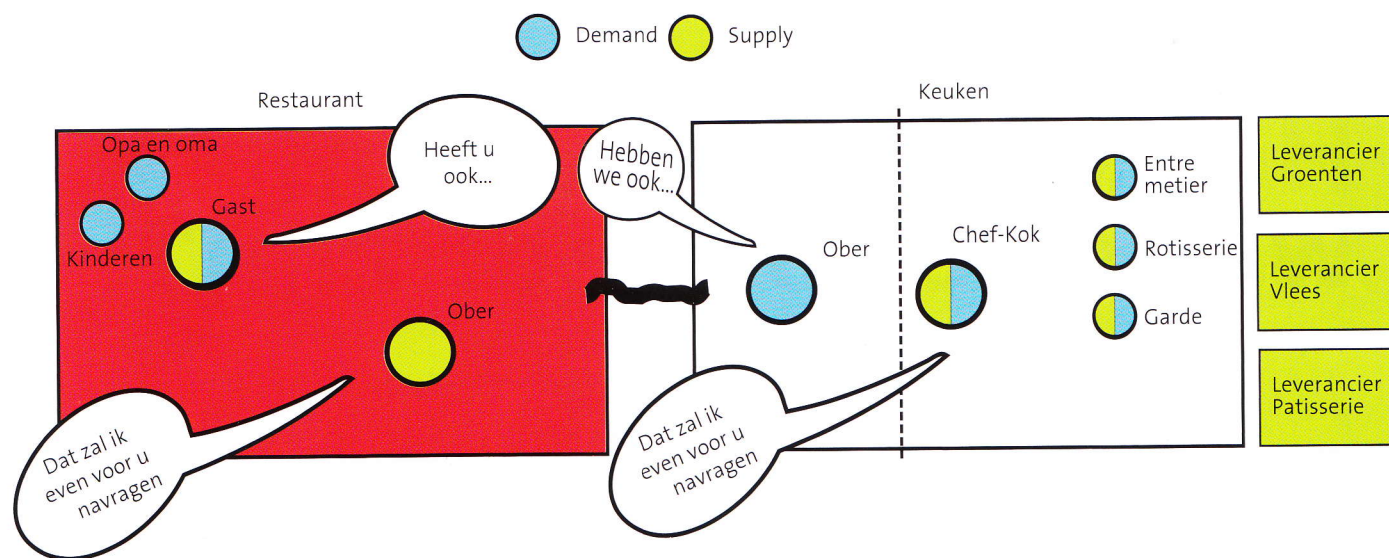 Demand
Supply
Restaurant
Keuken
Opa en oma
Kinderen
Gast
Heeft u
ook...
Hebben
we ook...
Ober
Dat zal ik
even voor u
navragen
Ober
Chef-Kok
Dat zal ik
even voor u
navragen
Entre
metier
Rotisserie
Garde
Leverancier
Groenten
Leverancier
Vlees
Leverancier
Patisserie